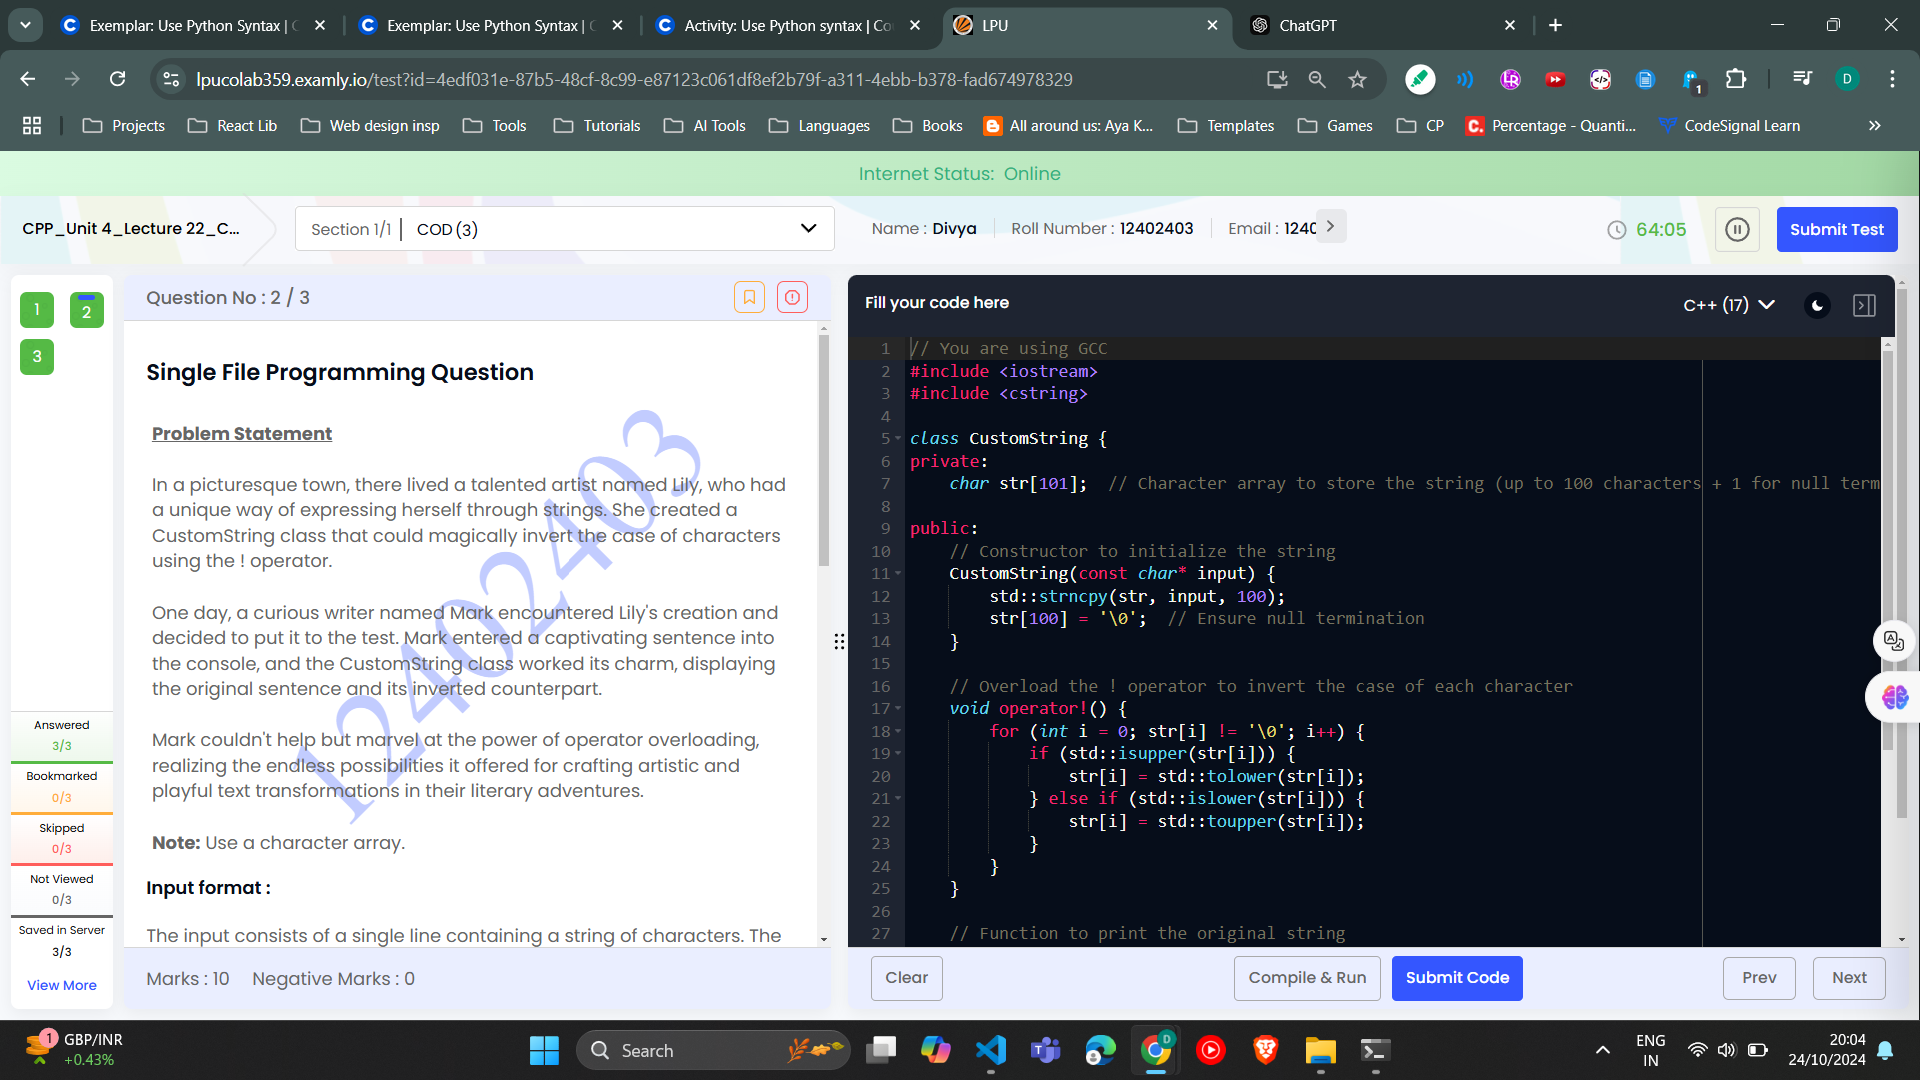 Exemplar: Use Python Syntax | C
Exemplar: Use Python Syntax | C
Activity: Use Python syntax | Co
LPU
ChatGPT
lpucolab359.examly.io/test?id=4edf031e-87b5-48cf-8c99-e87123c061df8ef2b79f-a311-4ebb-b378-fad674978329
1
D
Projects
React Lib
Web design insp
Tools
Tutorials
AI Tools
Languages
Books
All around us: Aya K...
Templates
Games
CP
Percentage - Quanti...
CodeSignal Learn
Internet Status: Online
CPP_Unit 4_Lecture 22_C...
Section 1/1 | COD (3)
Name : Divya
Roll Number : 12402403
Email : 1240
64:05
Submit Test
1
2
3
Answered
3/3
Bookmarked
0/3
Skipped
0/3
Not Viewed
0/3
Saved in Server
3/3
View More
Question No : 2 / 3
Single File Programming Question
Problem Statement
In a picturesque town, there lived a talented artist named Lily, who had
a unique way of expressing herself through strings. She created a
CustomString class that could magically invert the case of characters
using the ! operator.
One day, a curious writer named Mark encountered Lily's creation and
decided to put it to the test. Mark entered a captivating sentence into
the console, and the CustomString class worked its charm, displaying
the original sentence and its inverted counterpart.
Mark couldn't help but marvel at the power of operator overloading,
realizing the endless possibilities it offered for crafting artistic and
playful text transformations in their literary adventures.
Note: Use a character array.
Input format :
The input consists of a single line containing a string of characters. The
12402403
Marks : 10
Negative Marks : 0
Fill your code here
C++ (17)
1 // You are using GCC
2 #include <iostream>
3 #include <cstring>
4
5 class CustomString {
6 private:
7 char str[101]; // Character array to store the string (up to 100 characters + 1 for null term
8
9 public:
10 // Constructor to initialize the string
11 CustomString(const char* input) {
12 std::strncpy(str, input, 100);
13 str[100] = '\0'; // Ensure null termination
14 }
15
16 // Overload the ! operator to invert the case of each character
17 void operator!() {
18 for (int i = 0; str[i] != '\0'; i++) {
19 if (std::isupper(str[i])) {
20 str[i] = std::tolower(str[i]);
21 } else if (std::islower(str[i])) {
22 str[i] = std::toupper(str[i]);
23 }
24 }
25 }
26
27 // Function to print the original string
Clear
Compile & Run
Submit Code
Prev
Next
1
GBP/INR
+0.43%
Search
D
ENG
IN
20:04
24/10/2024